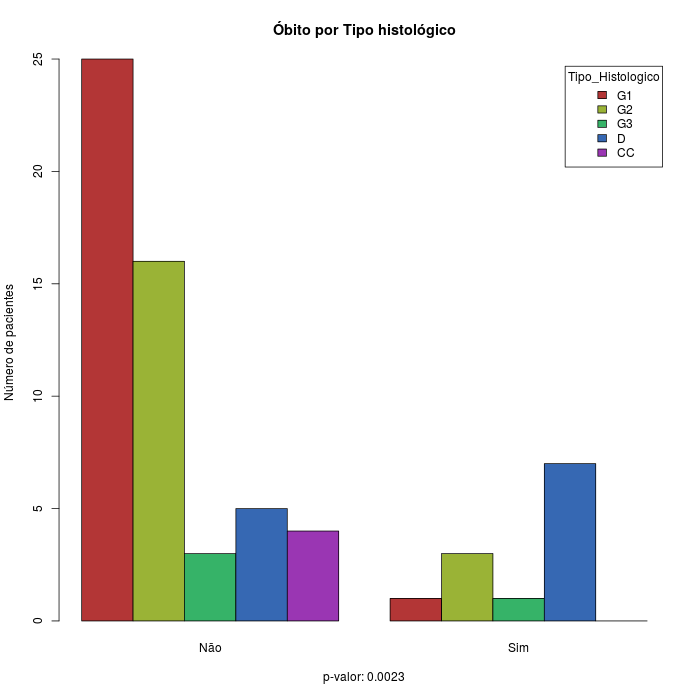 Óbito por Tipo histológico
Tipo_Histologico
G1
G2
G3
D
CC
Número de pacientes
25
20
15
10
5
0
Não
Sim
p-valor: 0.0023